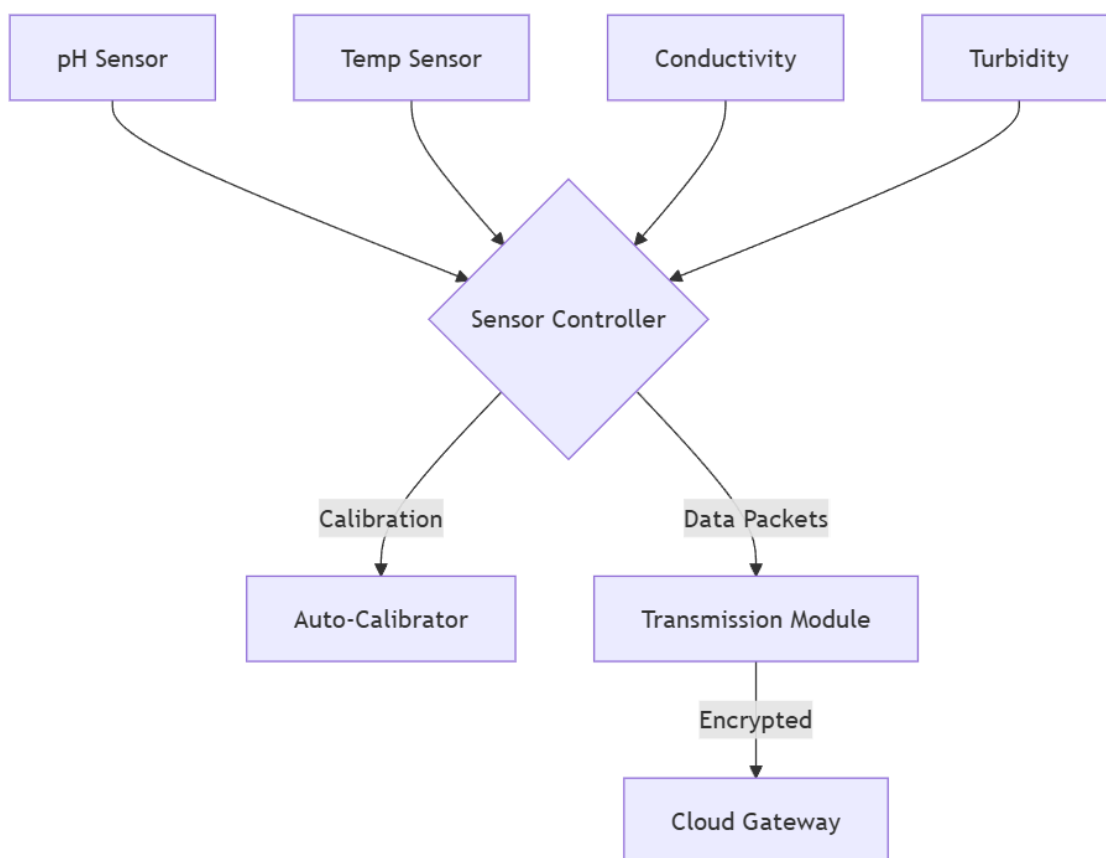 pH Sensor
Temp Sensor
Conductivity
Turbidity
Sensor Controller
Calibration
Data Packets
Auto-Calibrator
Transmission Module
Encrypted
Cloud Gateway